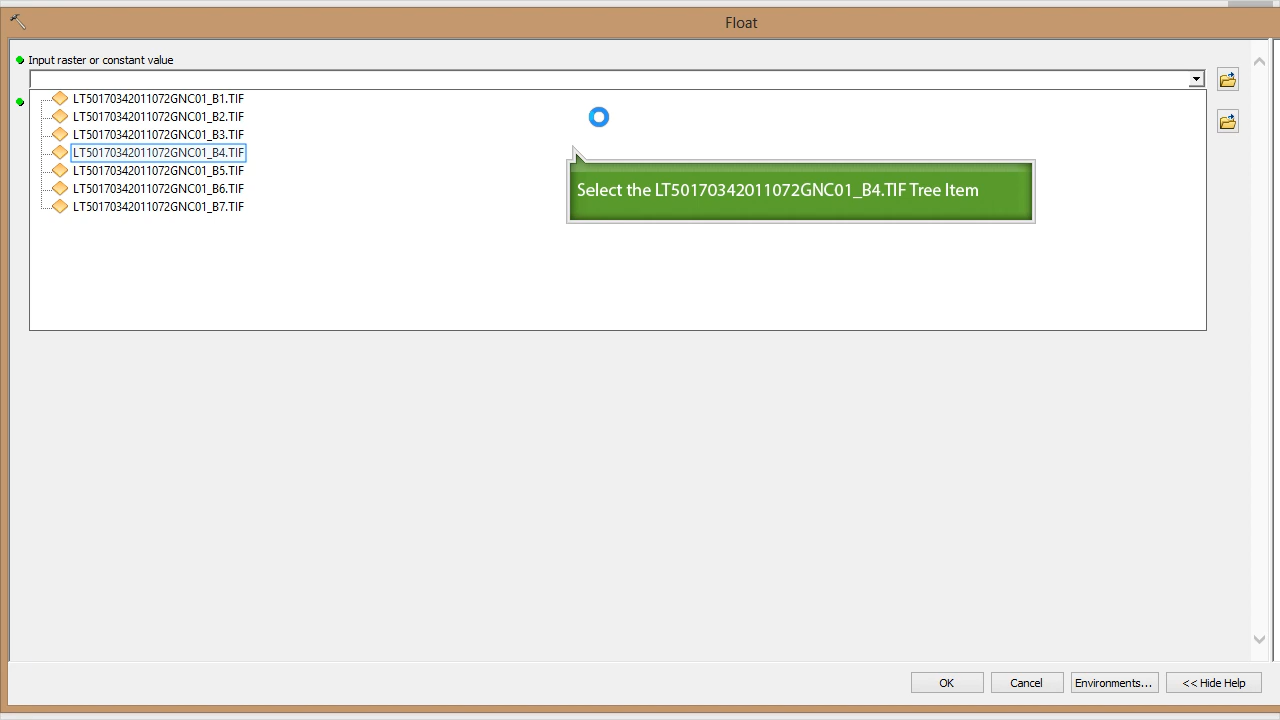 Float
Input raster or constant value
LT50170342011072GNC01_B1.TIF
LT50170342011072GNC01_B2.TIF
LT50170342011072GNC01_B3.TIF
LT50170342011072GNC01_B4.TIF
LT50170342011072GNC01_B5.TIF
LT50170342011072GNC01_B6.TIF
LT50170342011072GNC01_B7.TIF
Select the LT50170342011072GNC01_B4.TIF Tree Item
OK
Cancel
Environments...
<< Hide Help